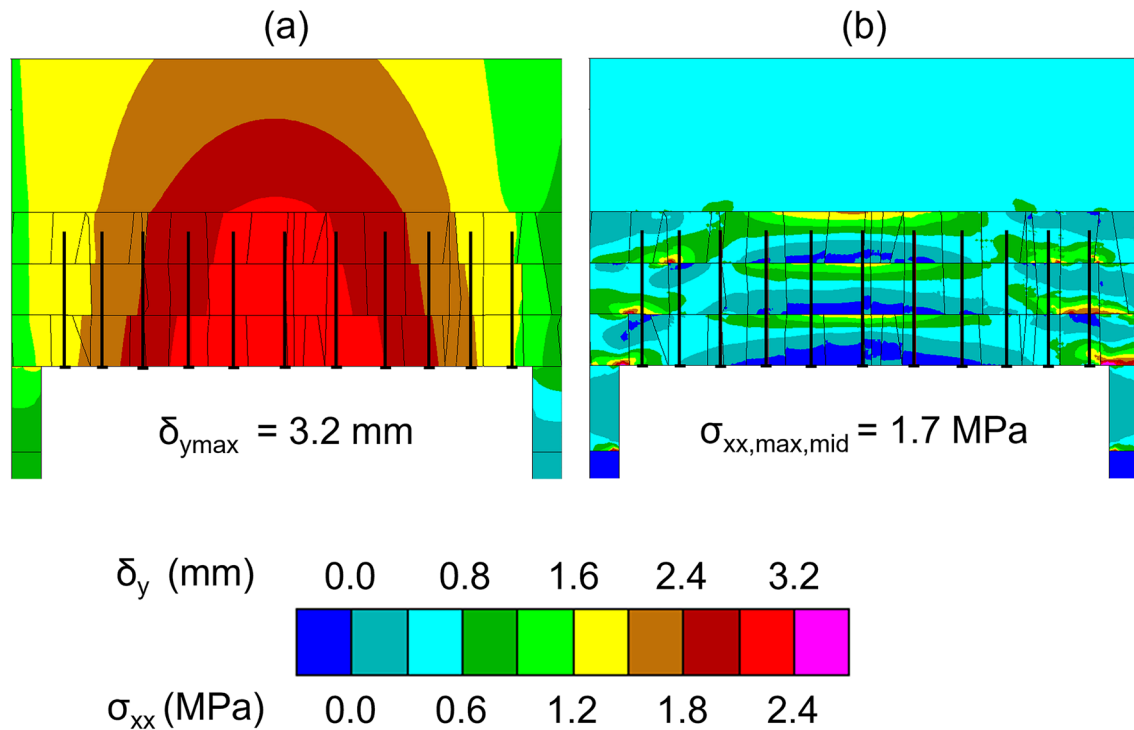 (a) (b)
δymax = 3.2 mm σxx,max,mid = 1.7 MPa
δy (mm) 0.0 0.8 1.6 2.4 3.2
σxx (MPa) 0.0 0.6 1.2 1.8 2.4